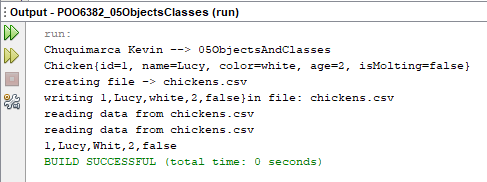 Output - POO6382_05ObjectsClasses (run)
run:
Chuquimarca Kevin --> 05ObjectsAndClasses
Chicken{id=1, name=Lucy, color=white, age=2, isMolting=false}
creating file -> chickens.csv
writing 1,Lucy,white,2,false}in file: chickens.csv
reading data from chickens.csv
reading data from chickens.csv
1,Lucy,Whit,2,false
BUILD SUCCESSFUL (total time: 0 seconds)